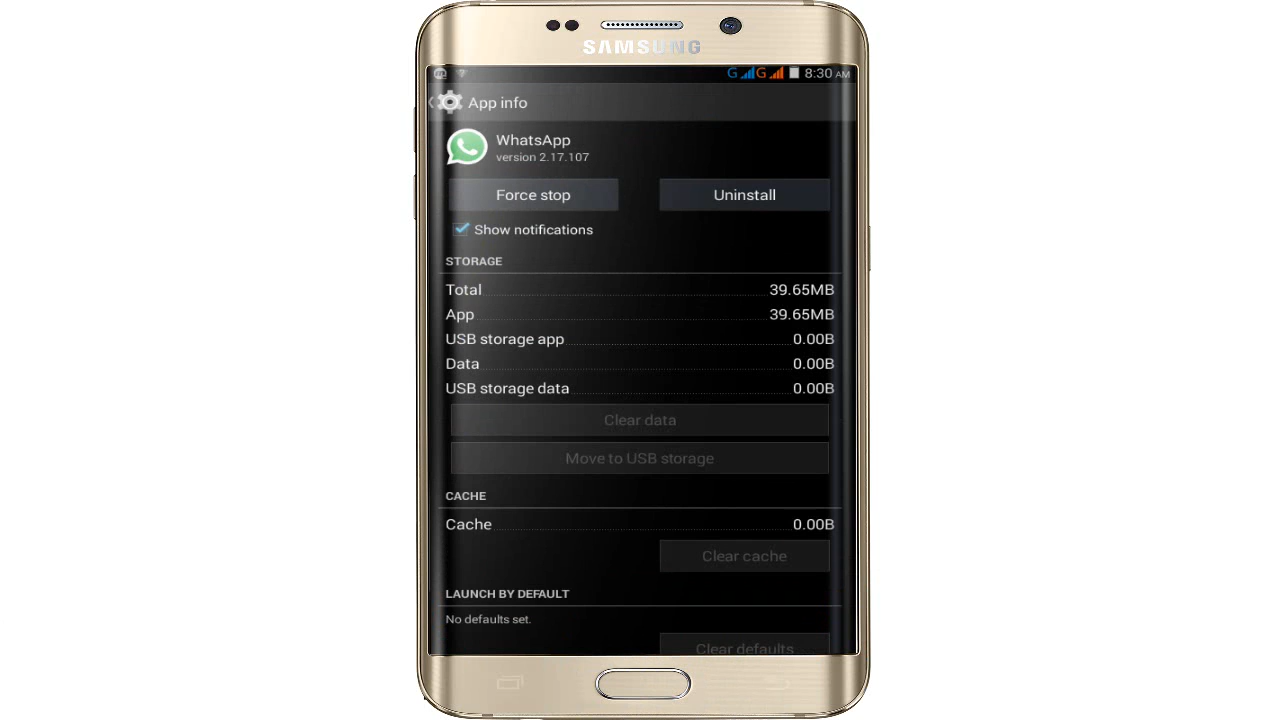 SAMSUNG
G G 8:30 AM
App info
WhatsApp
version 2.17.107
Force stop Uninstall
Show notifications
STORAGE
Total 39.65MB
App 39.65MB
USB storage app 0.00B
Data 0.00B
USB storage data 0.00B
Clear data
Move to USB storage
CACHE
Cache 0.00B
Clear cache
LAUNCH BY DEFAULT
No defaults set.
Clear defaults